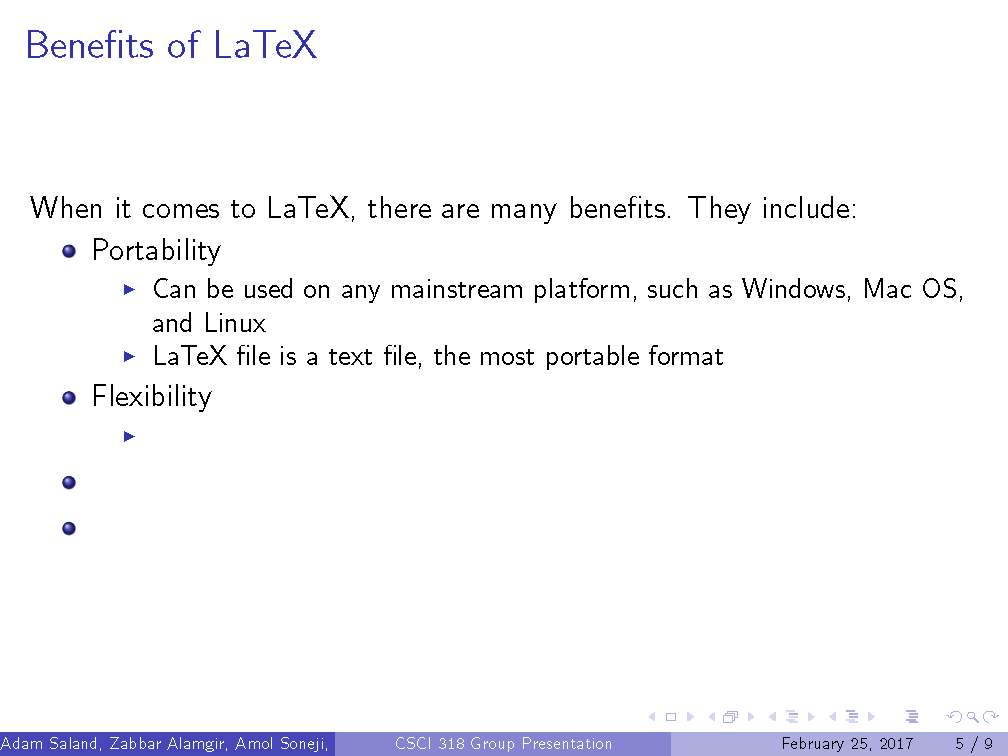 Benefits of LaTeX
When it comes to LaTeX, there are many benefits. They include:
Portability
Can be used on any mainstream platform, such as Windows, Mac OS,
and Linux
LaTeX file is a text file, the most portable format
Flexibility
Adam Saland, Zabbar Alamgir, Amol Soneji, CSCI 318 Group Presentation February 25, 2017 5 / 9